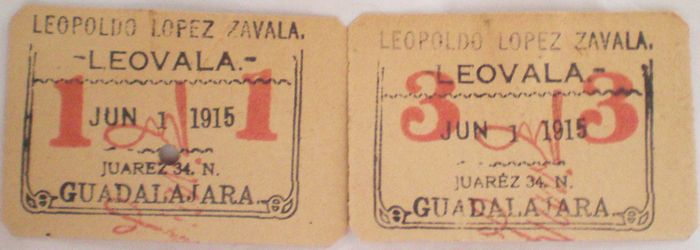 LEOPOLDO LOPEZ ZAVALA.
-LEOVALA.-
1 1
JUN 1 1915
JUAREZ 34. N.
GUADALAJARA.
LEOPOLDO LOPEZ ZAVALA.
LEOVALA.-
3 3
JUN 1 1915
JUARÉZ 34. N.
GUADALAJARA.